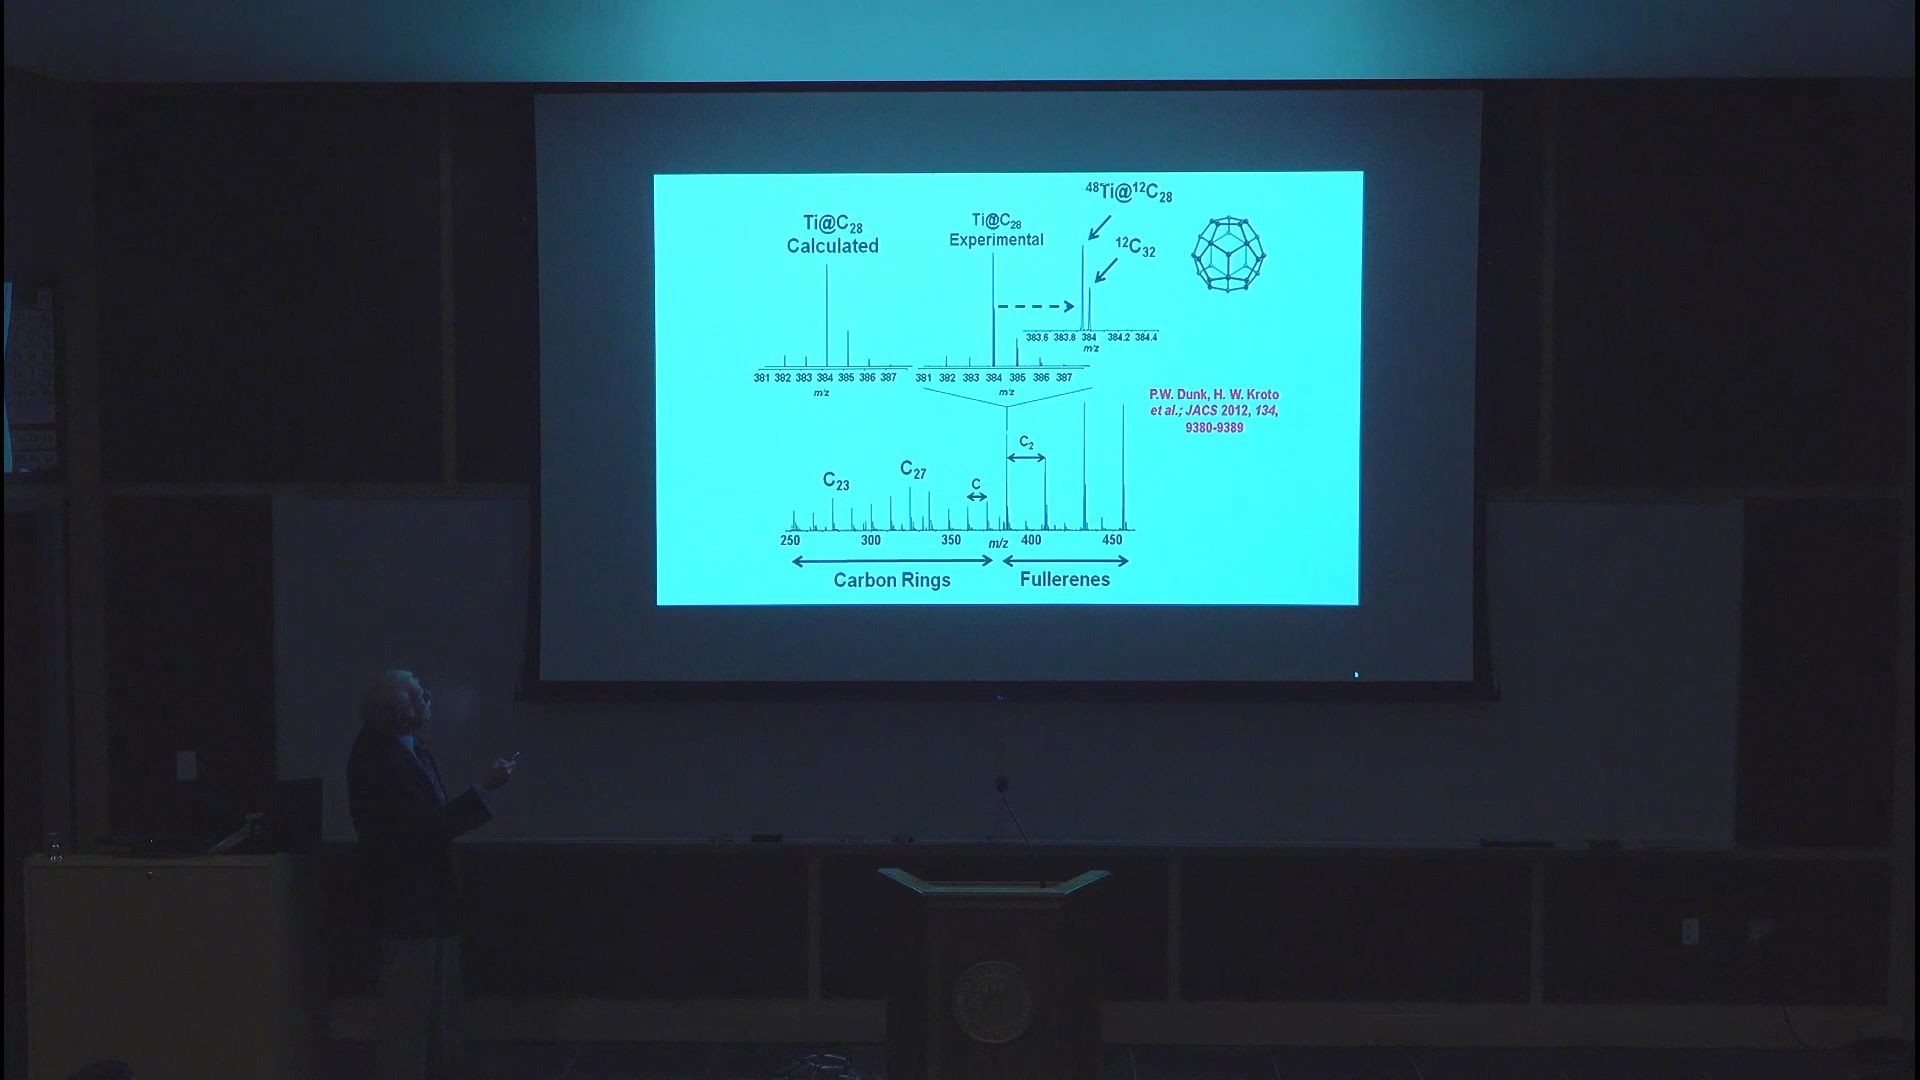 ⁴⁸Ti@¹²C₂₈
Ti@C₂₈
Calculated
Ti@C₂₈
Experimental
¹²C₃₂
383.6 383.8 384 384.2 384.4
m/z
381 382 383 384 385 386 387
m/z
381 382 383 384 385 386 387
m/z
P.W. Dunk, H. W. Kroto
et al.; JACS 2012, 134,
9380-9389
C₂
C₂₃
C₂₇
C
250 300 350 m/z 400 450
Carbon Rings
Fullerenes